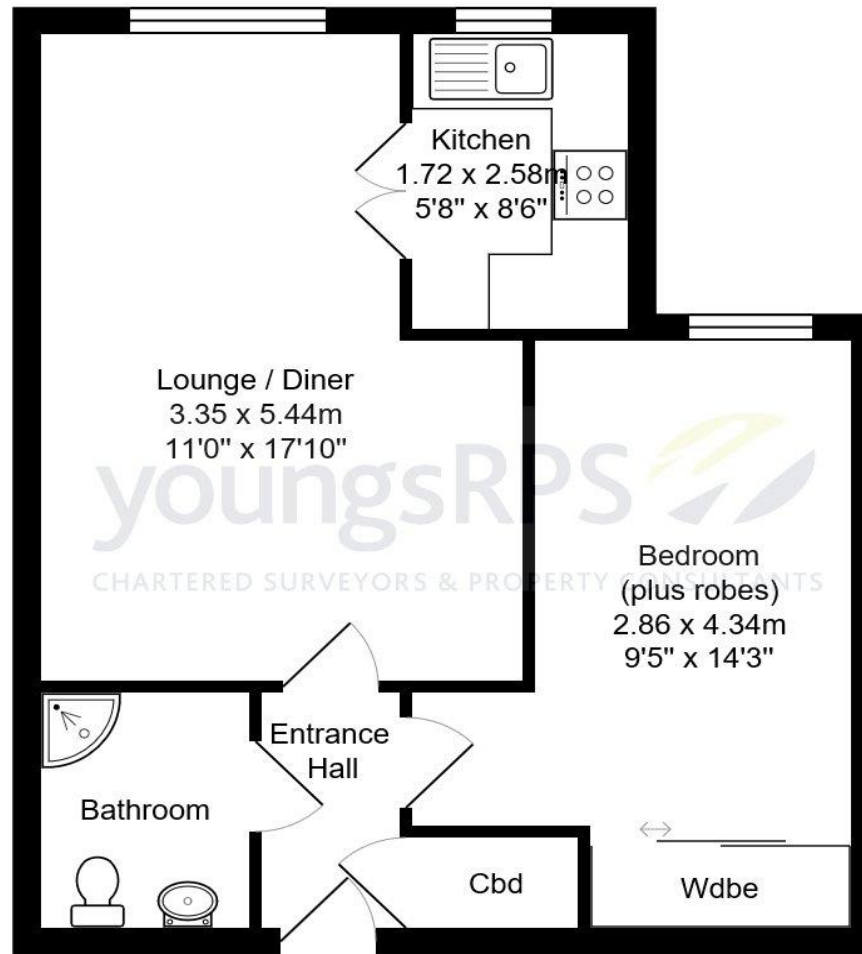 Kitchen
1.72 x 2.58m
5'8" x 8'6"
Lounge / Diner
3.35 x 5.44m
11'0" x 17'10"
youngsRPS
CHARTERED SURVEYORS & PROPERTY CONSULTANTS
Bedroom
(plus robes)
2.86 x 4.34m
9'5" x 14'3"
Entrance
Hall
Bathroom
Cbd
Wdbe